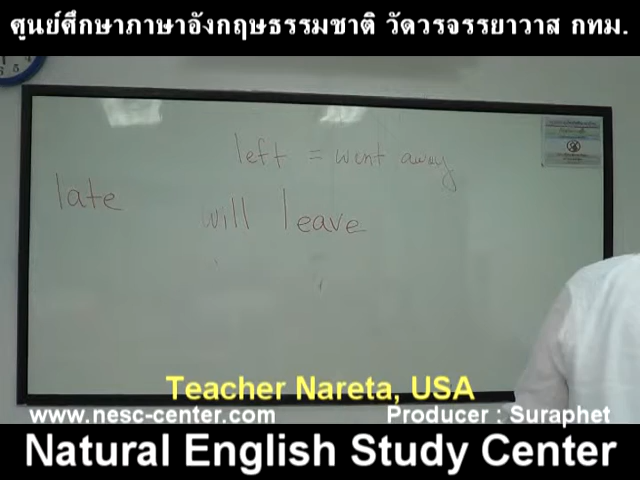 ศูนย์ศึกษาภาษาอังกฤษธรรมชาติ วัดวรจรรยาวาส กทม.
left = went away
late
will leave
Teacher Nareta, USA
www.nesc-center.com
Producer : Suraphet
Natural English Study Center